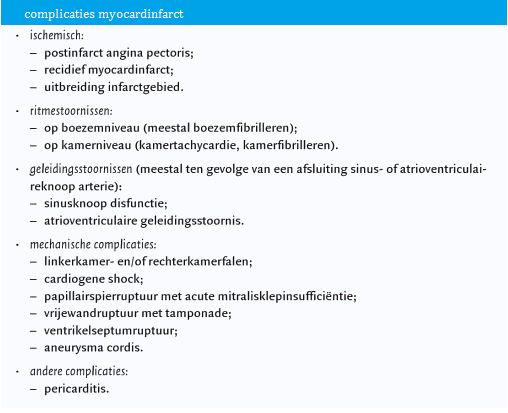 complicaties myocardinfarct
• ischemisch:
– postinfarct angina pectoris;
– recidief myocardinfarct;
– uitbreiding infarctgebied.
• ritmestoornissen:
– op boezemniveau (meestal boezemfibrilleren);
– op kamerniveau (kamertachycardie, kamerfibrilleren).
• geleidingsstoornissen (meestal ten gevolge van een afsluiting sinus- of atrioventriculai-
reknoop arterie):
– sinusknoop disfunctie;
– atrioventriculaire geleidingsstoornis.
• mechanische complicaties:
– linkerkamer- en/of rechterkamerfalen;
– cardiogene shock;
– papillairspierruptuur met acute mitralisklepinsufficiëntie;
– vrijewandruptuur met tamponade;
– ventrikelseptumruptuur;
– aneurysma cordis.
• andere complicaties:
– pericarditis.